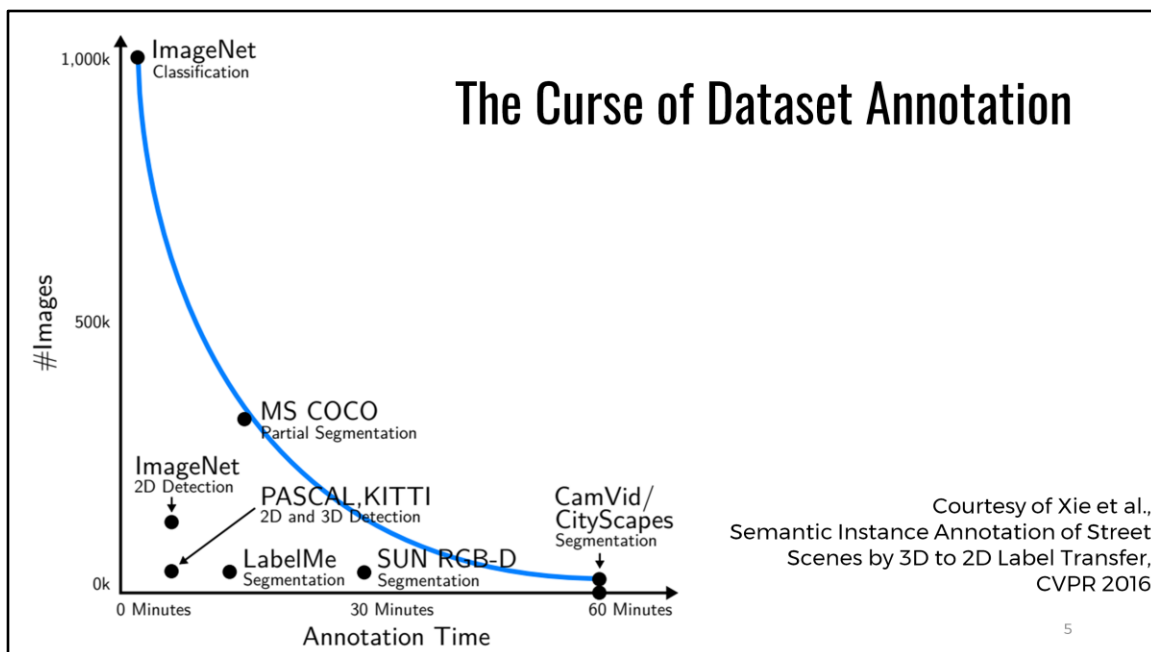 The Curse of Dataset Annotation
1,000k
ImageNet
Classification
#Images
500k
MS COCO
Partial Segmentation
ImageNet
2D Detection
PASCAL,KITTI
2D and 3D Detection
CamVid/
CityScapes
Segmentation
LabelMe
Segmentation
SUN RGB-D
Segmentation
0k
0 Minutes
30 Minutes
60 Minutes
Annotation Time
Courtesy of Xie et al.,
Semantic Instance Annotation of Street
Scenes by 3D to 2D Label Transfer,
CVPR 2016
5